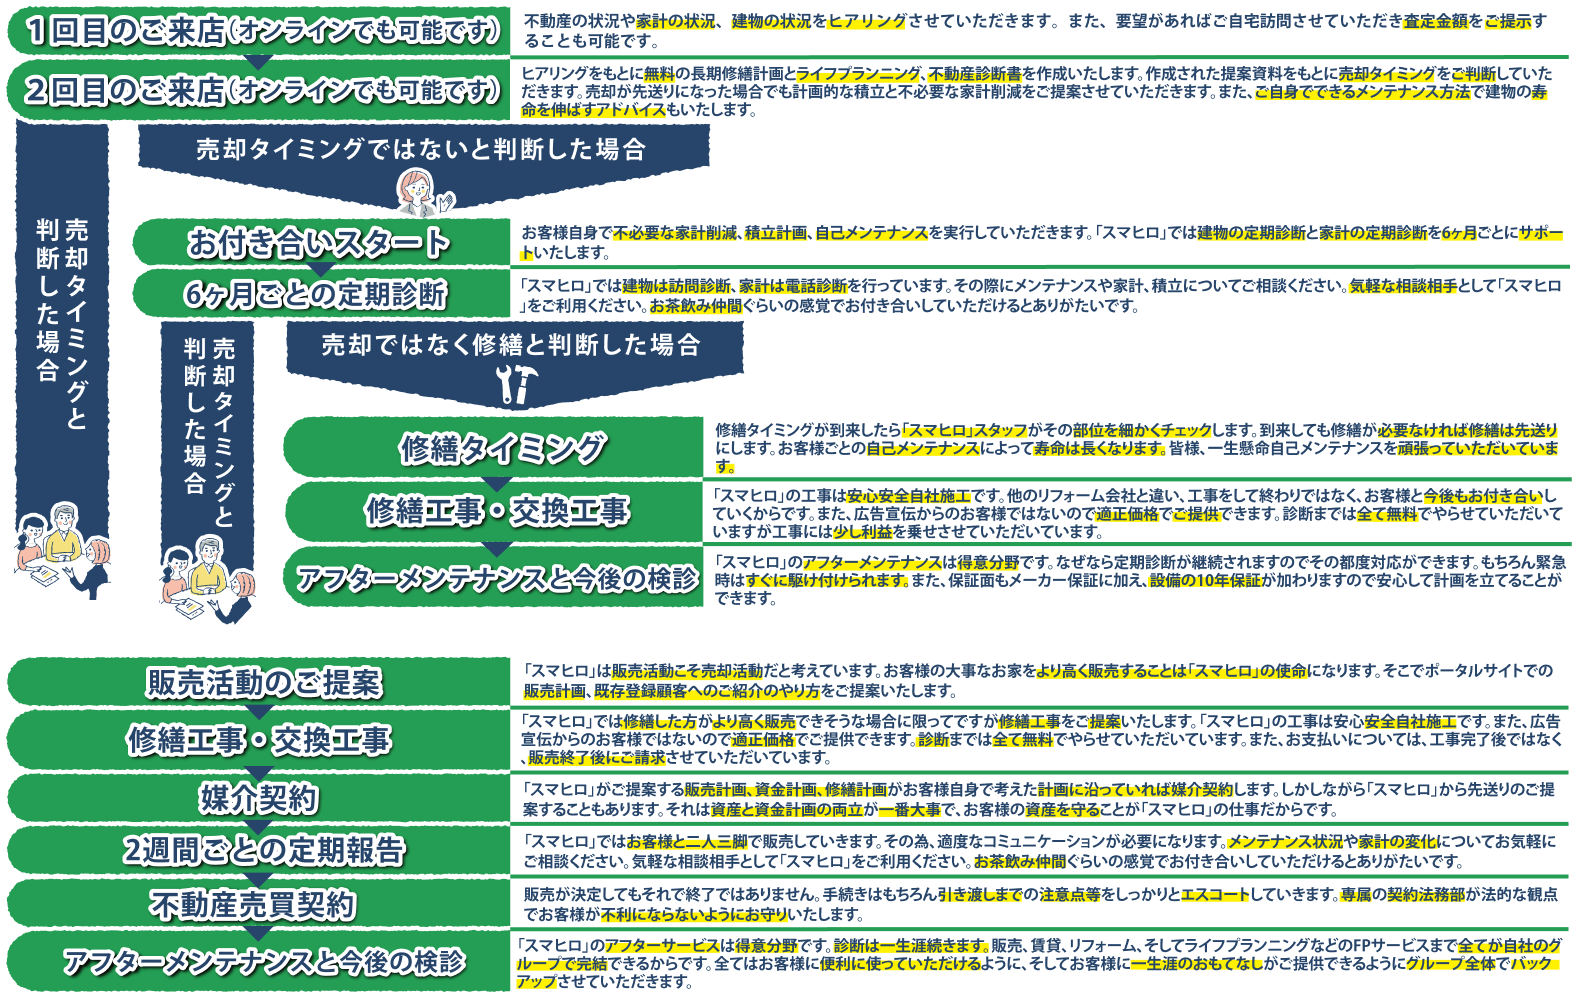 1回目のご来店(オンラインでも可能です)
不動産の状況や家計の状況、建物の状況をヒアリングさせていただきます。また、要望があればご自宅訪問させていただき査定金額をご提示す
ることも可能です。
2回目のご来店(オンラインでも可能です)
ヒアリングをもとに無料の長期修繕計画とライフプランニング、不動産診断書を作成いたします。作成された提案資料をもとに売却タイミングをご判断していた
だきます。売却が先送りになった場合でも計画的な積立と不必要な家計削減をご提案させていただきます。また、ご自身でできるメンテナンス方法で建物の寿
命を伸ばすアドバイスもいたします。
売却タイミングと
判断した場合
売却タイミングではないと判断した場合
お付き合いスタート
お客様自身で不必要な家計削減、積立計画、自己メンテナンスを実行していただきます。「スマヒロ」では建物の定期診断と家計の定期診断を6ヶ月ごとにサポー
トいたします。
6ヶ月ごとの定期診断
「スマヒロ」では建物は訪問診断、家計は電話診断を行っています。その際にメンテナンスや家計、積立についてご相談ください。気軽な相談相手として「スマヒロ
」をご利用ください。お茶飲み仲間ぐらいの感覚でお付き合いしていただけるとありがたいです。
売却タイミングと
判断した場合
売却ではなく修繕と判断した場合
修繕タイミング
修繕タイミングが到来したら「スマヒロ」スタッフがその部位を細かくチェックします。到来しても修繕が必要なければ修繕は先送り
にします。お客様ごとの自己メンテナンスによって寿命は長くなります。皆様、一生懸命自己メンテナンスを頑張っていただいていま
す。
修繕工事・交換工事
「スマヒロ」の工事は安心安全自社施工です。他のリフォーム会社と違い、工事をして終わりではなく、お客様と今後もお付き合いし
ていくからです。また、広告宣伝からのお客様ではないので適正価格でご提供できます。診断までは全て無料でやらせていただいて
いますが工事には少し利益を乗せさせていただいています。
アフターメンテナンスと今後の検診
「スマヒロ」のアフターメンテナンスは得意分野です。なぜなら定期診断が継続されますのでその都度対応ができます。もちろん緊急
時はすぐに駆け付けられます。また、保証面もメーカー保証に加え、設備の10年保証が加わりますので安心して計画を立てることが
できます。
販売活動のご提案
「スマヒロ」は販売活動こそ売却活動だと考えています。お客様の大事なお家をより高く販売することは「スマヒロ」の使命になります。そこでポータルサイトでの
販売計画、既存登録顧客へのご紹介のやり方をご提案いたします。
修繕工事・交換工事
「スマヒロ」では修繕した方がより高く販売できそうな場合に限ってですが修繕工事をご提案いたします。「スマヒロ」の工事は安心安全自社施工です。また、広告
宣伝からのお客様ではないので適正価格でご提供できます。診断までは全て無料でやらせていただいています。また、お支払いについては、工事完了後ではなく
、販売終了後にご請求させていただいています。
媒介契約
「スマヒロ」がご提案する販売計画、資金計画、修繕計画がお客様自身で考えた計画に沿っていれば媒介契約します。しかしながら「スマヒロ」から先送りのご提
案することもあります。それは資産と資金計画の両立が一番大事で、お客様の資産を守ることが「スマヒロ」の仕事だからです。
2週間ごとの定期報告
「スマヒロ」ではお客様と二人三脚で販売していきます。その為、適度なコミュニケーションが必要になります。メンテナンス状況や家計の変化についてお気軽に
ご相談ください。気軽な相談相手として「スマヒロ」をご利用ください。お茶飲み仲間ぐらいの感覚でお付き合いしていただけるとありがたいです。
不動産売買契約
販売が決定してもそれで終了ではありません。手続きはもちろん引き渡しまでの注意点等をしっかりとエスコートしていきます。専属の契約法務部が法的な観点
でお客様が不利にならないようにお守りいたします。
アフターメンテナンスと今後の検診
「スマヒロ」のアフターサービスは得意分野です。診断は一生涯続きます。販売、賃貸、リフォーム、そしてライフプランニングなどのFPサービスまで全てが自社のグ
ループで完結できるからです。全てはお客様に便利に使っていただけるように、そしてお客様に一生涯のおもてなしがご提供できるようにグループ全体でバック
アップさせていただきます。